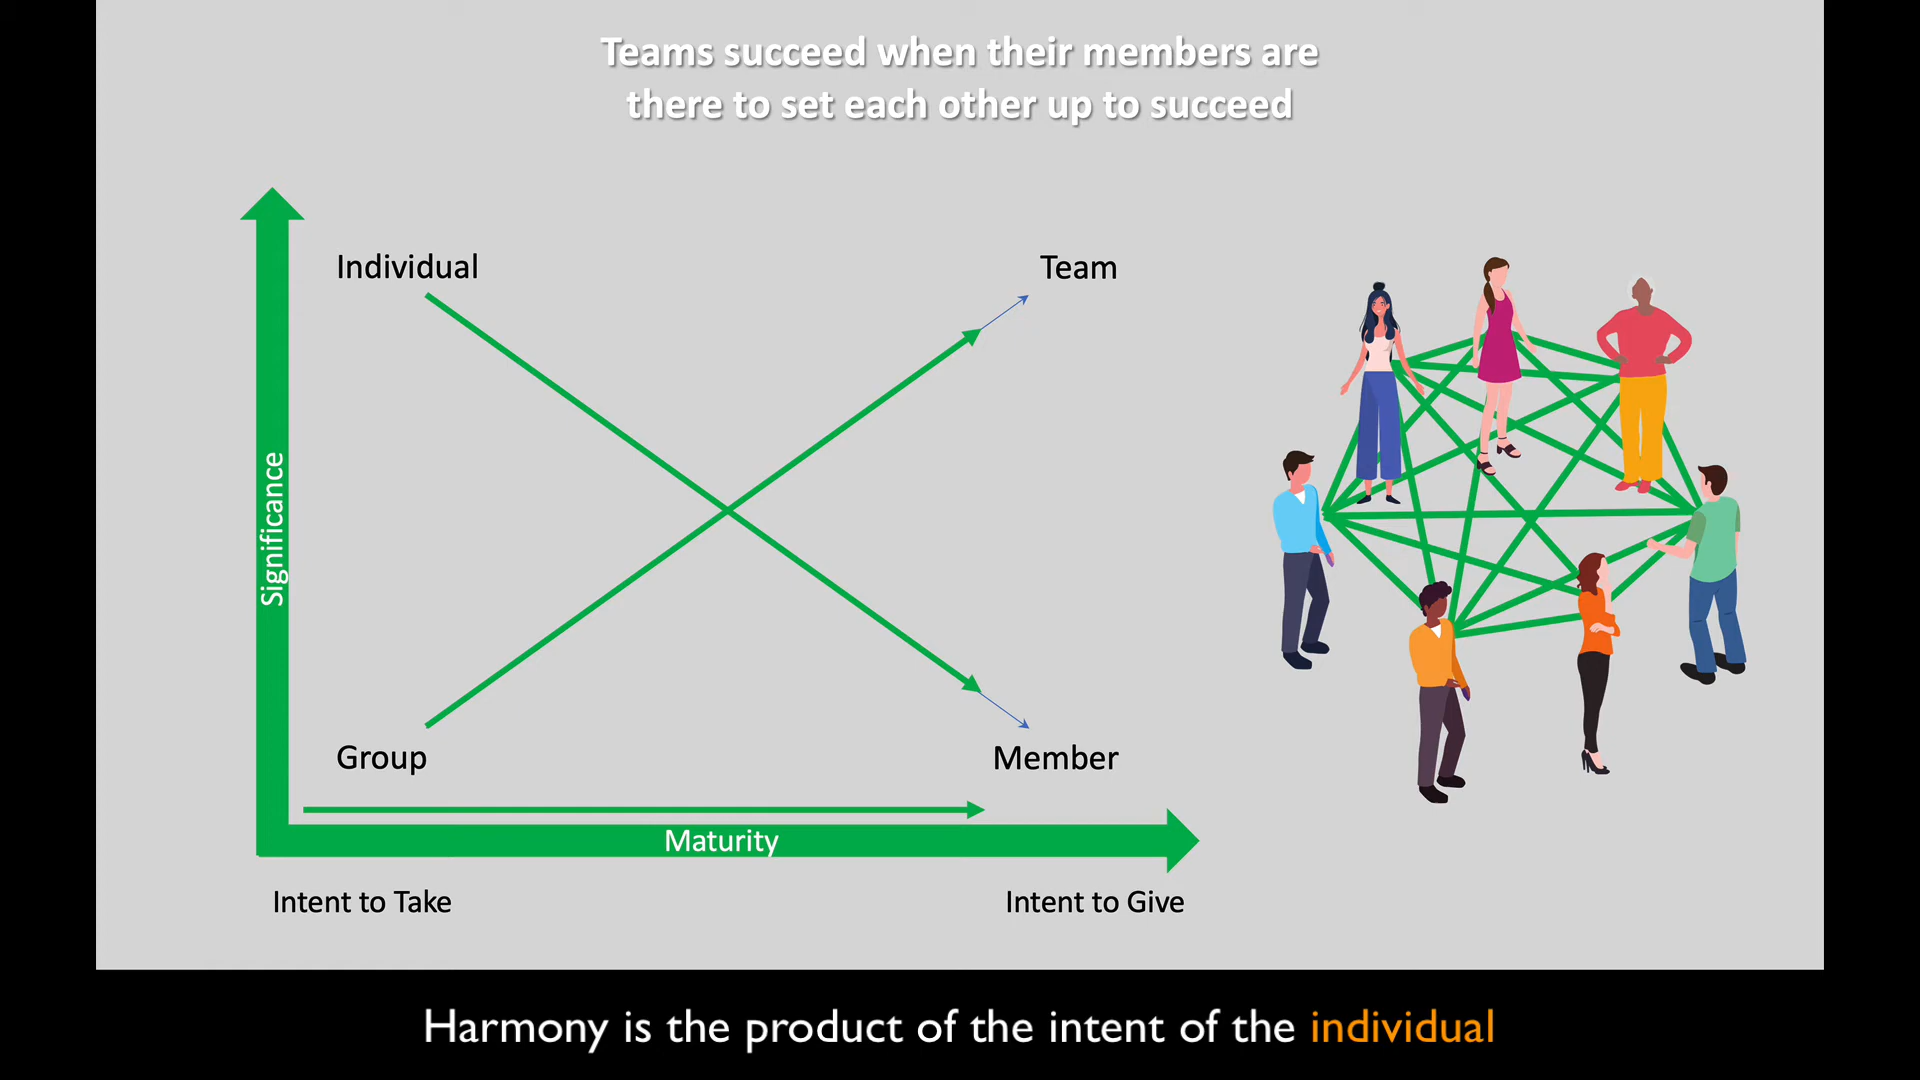 Teams succeed when their members are
there to set each other up to succeed
Individual
Team
Significance
Group
Member
Maturity
Intent to Take
Intent to Give
Harmony is the product of the intent of the individual